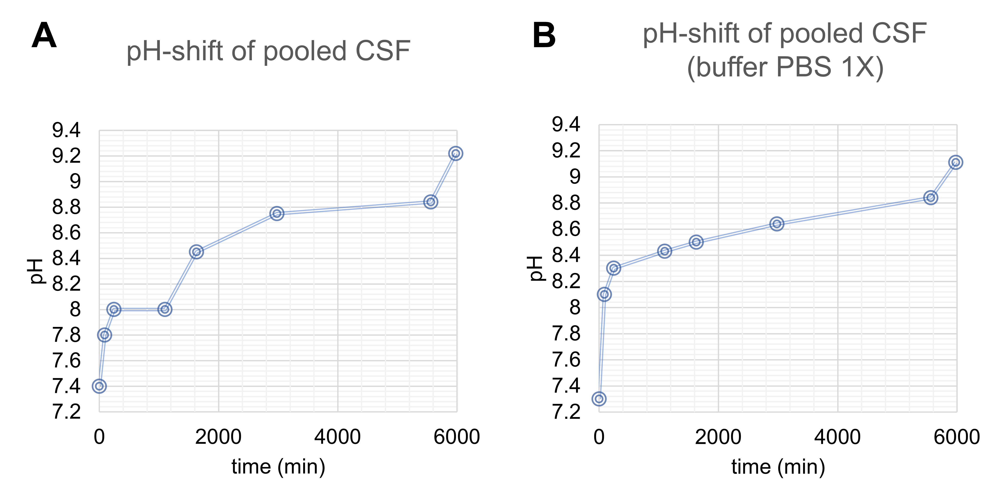 A
pH-shift of pooled CSF
9.4
9.2
9
8.8
8.6
8.4
8.2
8
7.8
7.6
7.4
7.2
pH
0 2000 4000 6000
time (min)
B
pH-shift of pooled CSF
(buffer PBS 1X)
9.4
9.2
9
8.8
8.6
8.4
8.2
8
7.8
7.6
7.4
7.2
pH
0 2000 4000 6000
time (min)